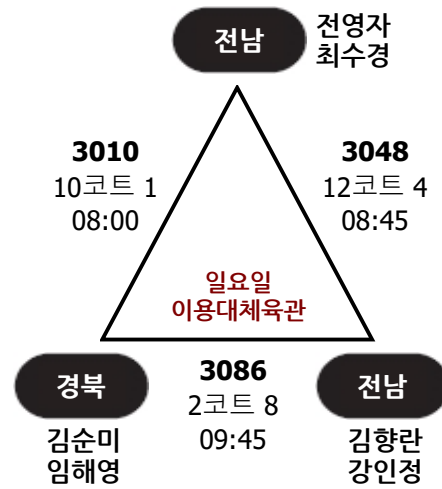 전남
전영자
최수경
3010
10코트 1
08:00
3048
12코트 4
08:45
일요일
이용대체육관
경북
김순미
임해영
3086
2코트 8
09:45
전남
김향란
강인정